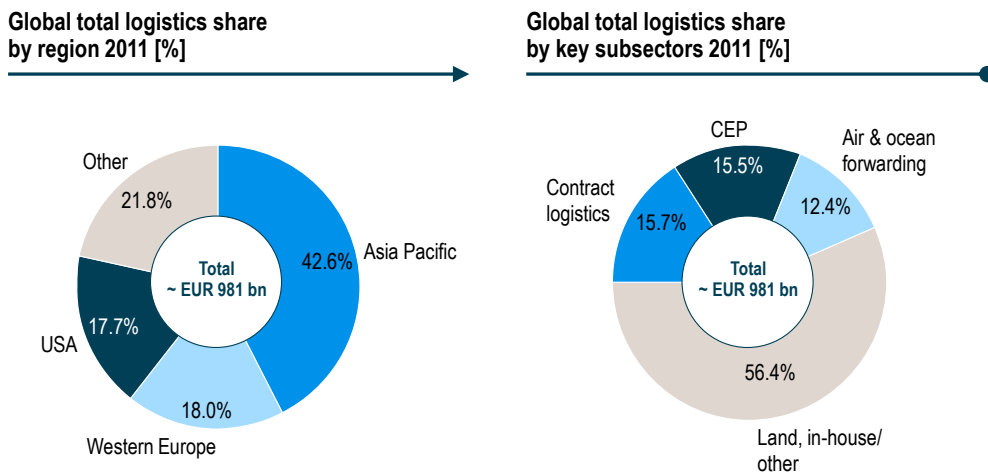 Global total logistics share
by region 2011 [%]
Other
21.8%
42.6%
Asia Pacific
Total
~ EUR 981 bn
17.7%
USA
18.0%
Western Europe
Global total logistics share
by key subsectors 2011 [%]
CEP
15.5%
Air & ocean
forwarding
12.4%
Contract
logistics
15.7%
Total
~ EUR 981 bn
56.4%
Land, in-house/
other